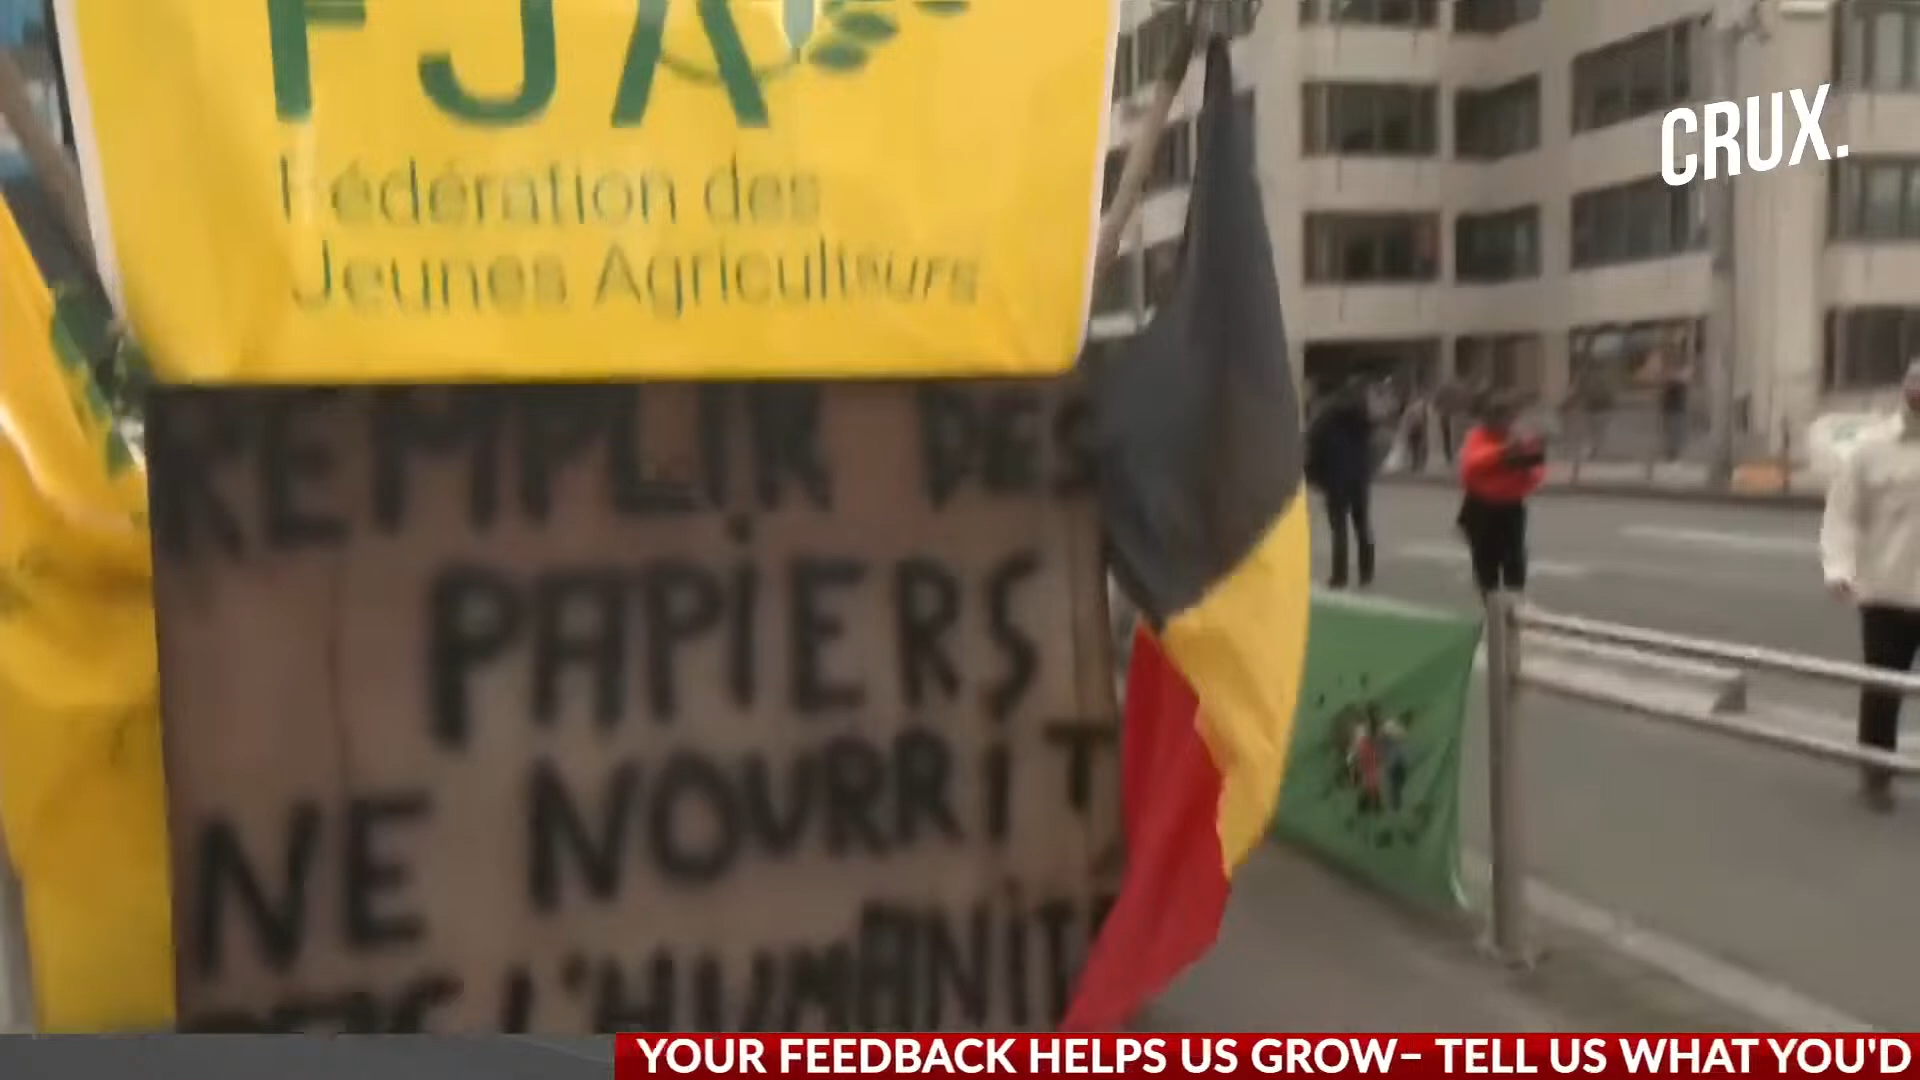 FJA
Fédération des
Jeunes Agriculteurs
CRUX.
REMPLIR DES
PAPiERS
NE NOURRiT
L'HUMANiTÉ
YOUR FEEDBACK HELPS US GROW– TELL US WHAT YOU'D